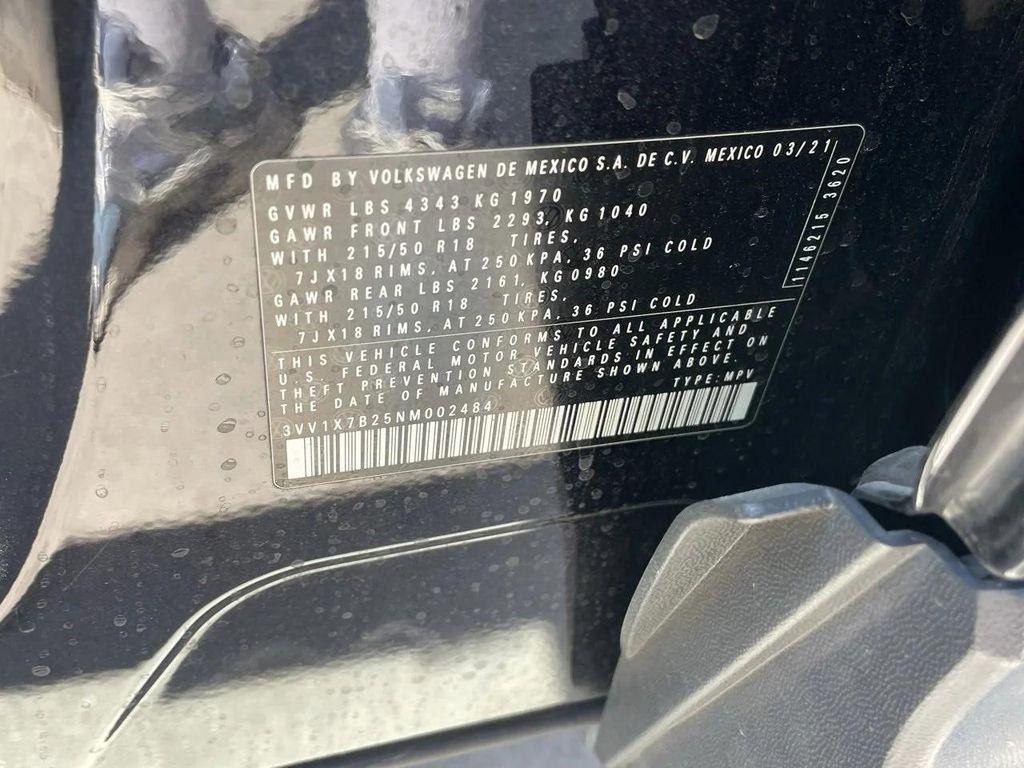 MFD BY VOLKSWAGEN DE MEXICO S.A. DE C.V. MEXICO 03/21
GVWR LBS 4343 KG 1970
GAWR FRONT LBS 2293, KG 1040
WITH 215/50 R18 TIRES,
7JX18 RIMS, AT 250 KPA, 36 PSI COLD
GAWR REAR LBS 2161, KG 0980
WITH 215/50 R18 TIRES,
7JX18 RIMS, AT 250 KPA, 36 PSI COLD
1146215 3620
THIS VEHICLE CONFORMS TO ALL APPLICABLE
U.S. FEDERAL MOTOR VEHICLE SAFETY AND
THEFT PREVENTION STANDARDS IN EFFECT ON
THE DATE OF MANUFACTURE SHOWN ABOVE.
3VV1X7B25NM002484 TYPE: MPV